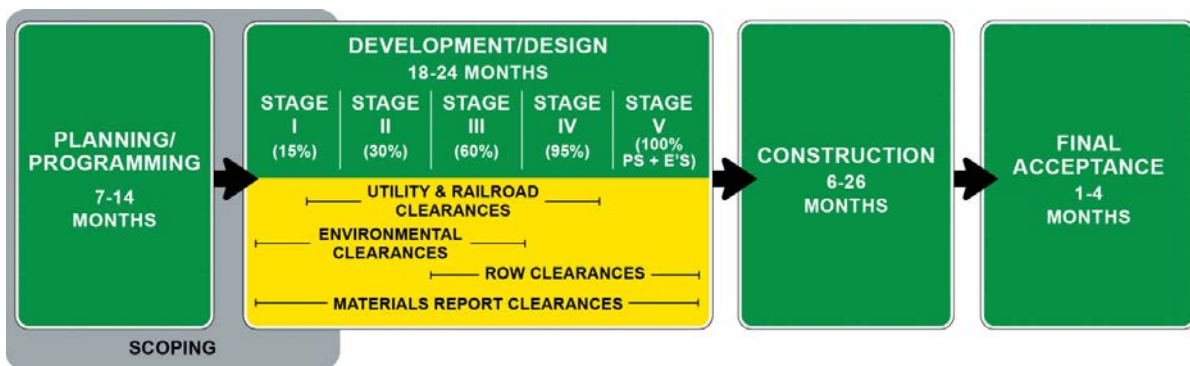 PLANNING/
PROGRAMMING
7-14
MONTHS
DEVELOPMENT/DESIGN
18-24 MONTHS
STAGE
I
(15%)
STAGE
II
(30%)
STAGE
III
(60%)
STAGE
IV
(95%)
STAGE
V
(100%
PS + E'S)
UTILITY & RAILROAD
CLEARANCES
ENVIRONMENTAL
CLEARANCES
ROW CLEARANCES
MATERIALS REPORT CLEARANCES
CONSTRUCTION
6-26
MONTHS
FINAL
ACCEPTANCE
1-4
MONTHS
SCOPING